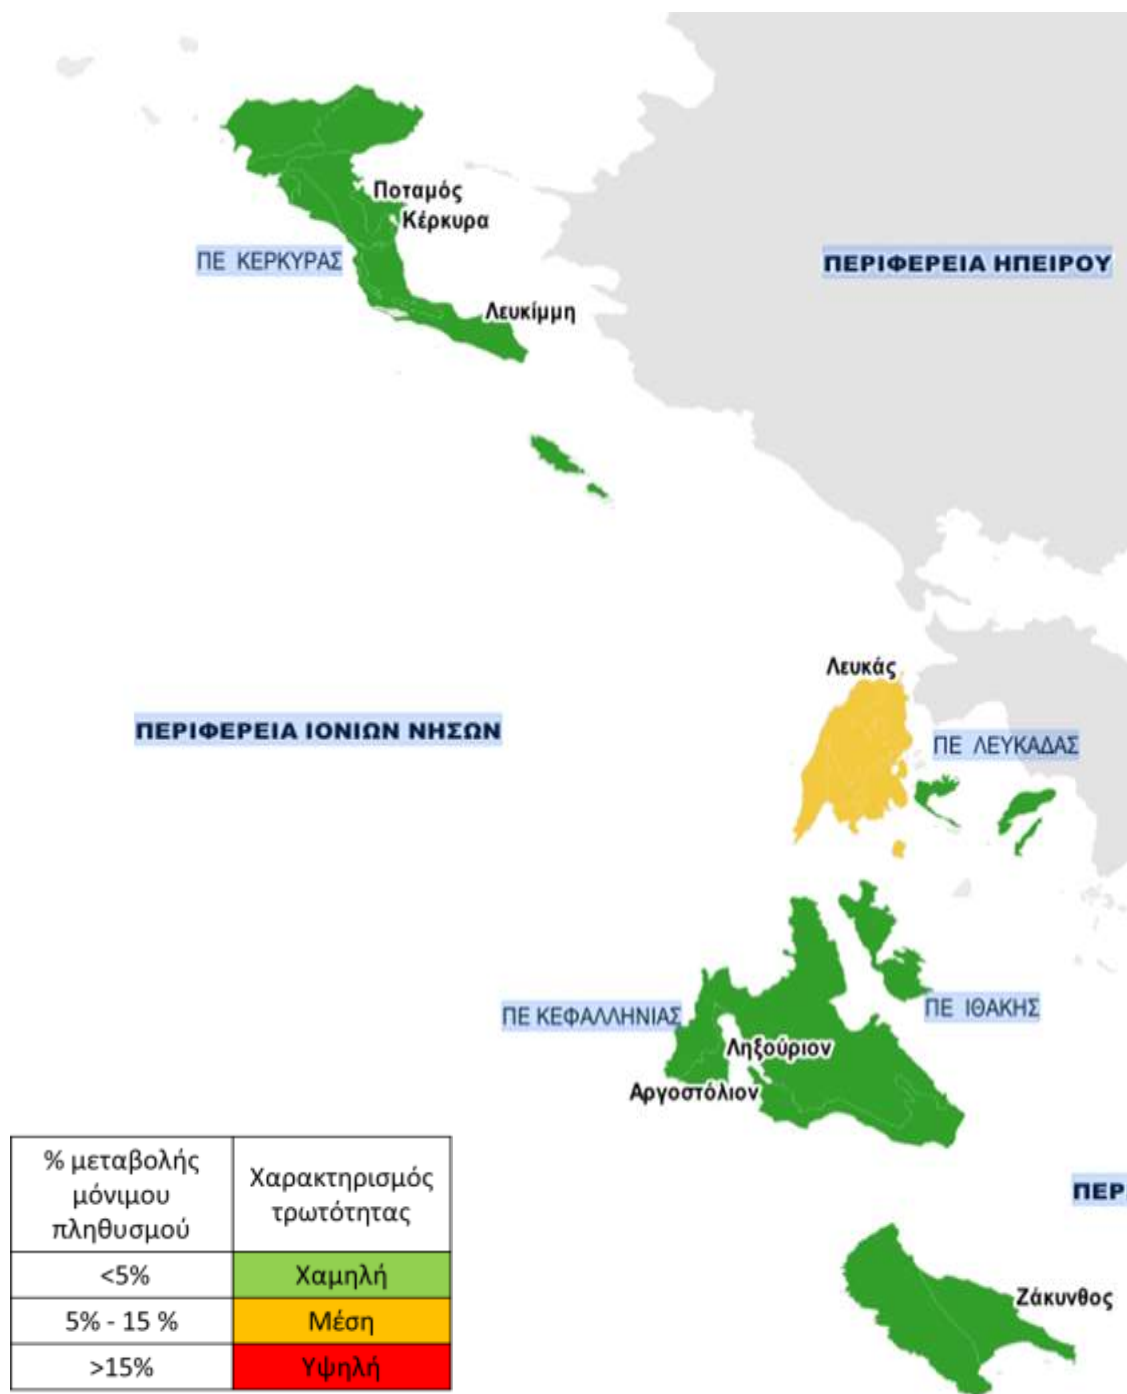 Ποταμός
Κέρκυρα
ΠΕ ΚΕΡΚΥΡΑΣ
ΠΕΡΙΦΕΡΕΙΑ ΗΠΕΙΡΟΥ
Λευκίμμη
Λευκάς
ΠΕΡΙΦΕΡΕΙΑ ΙΟΝΙΩΝ ΝΗΣΩΝ
ΠΕ ΛΕΥΚΑΔΑΣ
ΠΕ ΚΕΦΑΛΛΗΝΙΑΣ
ΠΕ ΙΘΑΚΗΣ
Ληξούριον
Αργοστόλιον
% μεταβολής
μόνιμου
πληθυσμού
Χαρακτηρισμός
τρωτότητας
<5%
Χαμηλή
5% - 15 %
Μέση
>15%
Υψηλή
ΠΕΡ
Ζάκυνθος